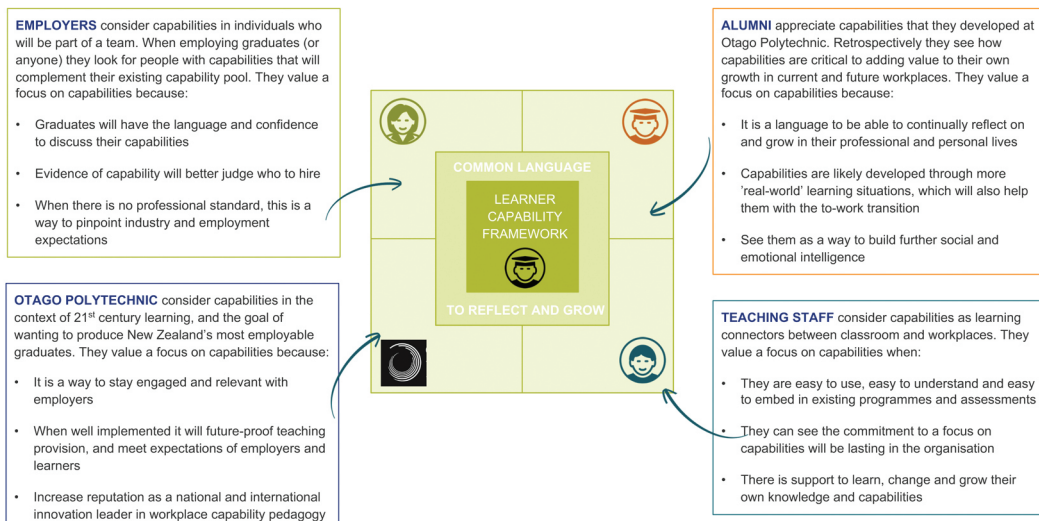 EMPLOYERS consider capabilities in individuals who
will be part of a team. When employing graduates (or
anyone) they look for people with capabilities that will
complement their existing capability pool. They value a
focus on capabilities because:
• Graduates will have the language and confidence
to discuss their capabilities
• Evidence of capability will better judge who to hire
• When there is no professional standard, this is a
way to pinpoint industry and employment
expectations
OTAGO POLYTECHNIC consider capabilities in the
context of 21st century learning, and the goal of
wanting to produce New Zealand's most employable
graduates. They value a focus on capabilities because:
• It is a way to stay engaged and relevant with
employers
• When well implemented it will future-proof teaching
provision, and meet expectations of employers and
learners
• Increase reputation as a national and international
innovation leader in workplace capability pedagogy
COMMON LANGUAGE
LEARNER
CAPABILITY
FRAMEWORK
TO REFLECT AND GROW
ALUMNI appreciate capabilities that they developed at
Otago Polytechnic. Retrospectively they see how
capabilities are critical to adding value to their own
growth in current and future workplaces. They value a
focus on capabilities because:
• It is a language to be able to continually reflect on
and grow in their professional and personal lives
• Capabilities are likely developed through more
'real-world' learning situations, which will also help
them with the to-work transition
• See them as a way to build further social and
emotional intelligence
TEACHING STAFF consider capabilities as learning
connectors between classroom and workplaces. They
value a focus on capabilities when:
• They are easy to use, easy to understand and easy
to embed in existing programmes and assessments
• They can see the commitment to a focus on
capabilities will be lasting in the organisation
• There is support to learn, change and grow their
own knowledge and capabilities